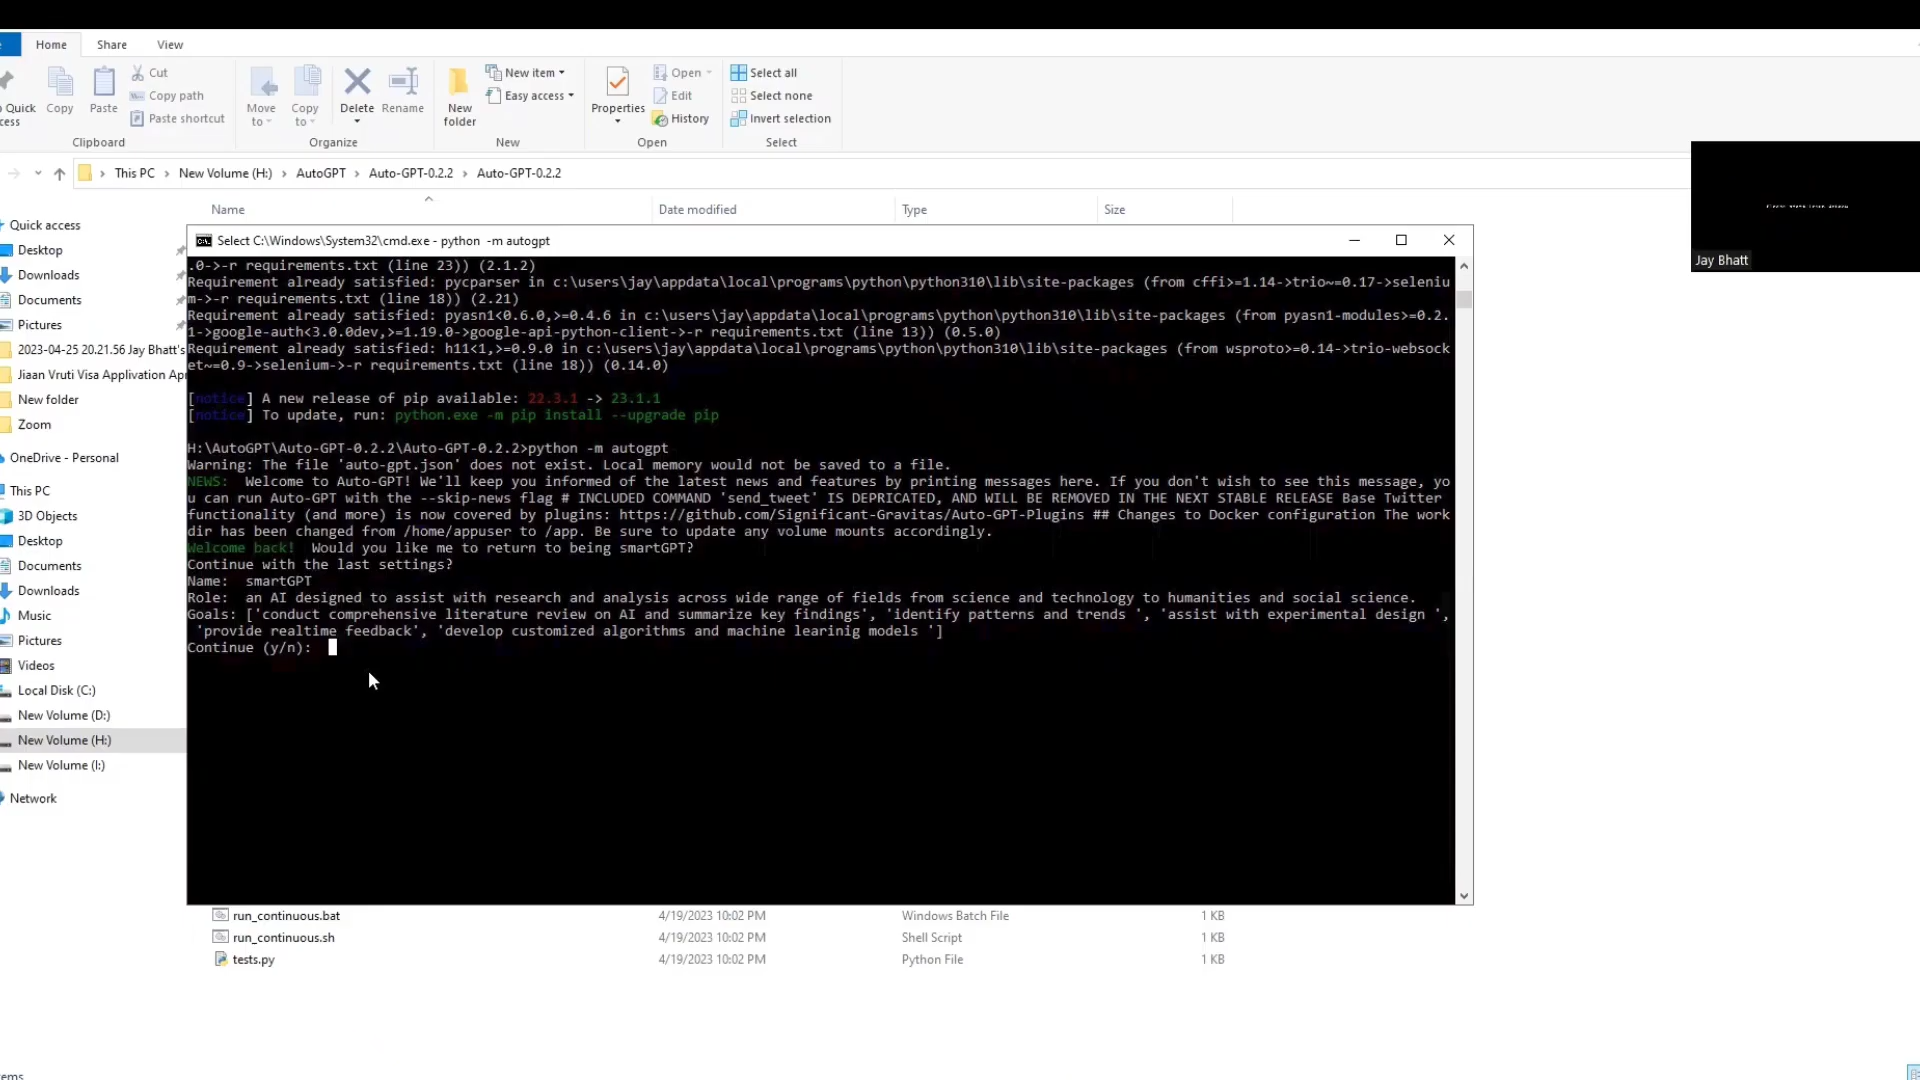 Home Share View
Cut
New item Open Select all
Copy path
Easy access Edit Select none
Quick Copy Paste Move Copy Delete Rename New Properties
Paste shortcut History Invert selection
to to folder
Clipboard Organize New Open Select
This PC > New Volume (H:) > AutoGPT > Auto-GPT-0.2.2 > Auto-GPT-0.2.2
Name Date modified Type Size
Quick access
Desktop
Downloads
Documents
Pictures
2023-04-25 20.21.56 Jay Bhatt's
Jiaan Vruti Visa Application Ap
New folder
Zoom
OneDrive - Personal
This PC
3D Objects
Desktop
Documents
Downloads
Music
Pictures
Videos
Local Disk (C:)
New Volume (D:)
New Volume (H:)
New Volume (I:)
Network
Select C:\Windows\System32\cmd.exe - python  -m autogpt
.0->-r requirements.txt (line 23)) (2.1.2)
Requirement already satisfied: pycparser in c:\users\jay\appdata\local\programs\python\python310\lib\site-packages (from cffi>=1.14->trio~=0.17->seleniu
m->-r requirements.txt (line 18)) (2.21)
Requirement already satisfied: pyasn1<0.6.0,>=0.4.6 in c:\users\jay\appdata\local\programs\python\python310\lib\site-packages (from pyasn1-modules>=0.2.
1->google-auth<3.0.0dev,>=1.19.0->google-api-python-client->-r requirements.txt (line 13)) (0.5.0)
Requirement already satisfied: h11<1,>=0.9.0 in c:\users\jay\appdata\local\programs\python\python310\lib\site-packages (from wsproto>=0.14->trio-websock
et~=0.9->selenium->-r requirements.txt (line 18)) (0.14.0)
[notice] A new release of pip available: 22.3.1 -> 23.1.1
[notice] To update, run: python.exe -m pip install --upgrade pip
H:\AutoGPT\Auto-GPT-0.2.2\Auto-GPT-0.2.2>python -m autogpt
Warning: The file 'auto-gpt.json' does not exist. Local memory would not be saved to a file.
NEWS:  Welcome to Auto-GPT! We'll keep you informed of the latest news and features by printing messages here. If you don't wish to see this message, yo
u can run Auto-GPT with the --skip-news flag # INCLUDED COMMAND 'send_tweet' IS DEPRICATED, AND WILL BE REMOVED IN THE NEXT STABLE RELEASE Base Twitter
functionality (and more) is now covered by plugins: https://github.com/Significant-Gravitas/Auto-GPT-Plugins ## Changes to Docker configuration The work
dir has been changed from /home/appuser to /app. Be sure to update any volume mounts accordingly.
Welcome back!  Would you like me to return to being smartGPT?
Continue with the last settings?
Name:  smartGPT
Role:  an AI designed to assist with research and analysis across wide range of fields from science and technology to humanities and social science.
Goals: ['conduct comprehensive literature review on AI and summarize key findings', 'identify patterns and trends ', 'assist with experimental design ',
'provide realtime feedback', 'develop customized algorithms and machine learinig models ']
Continue (y/n):
run_continuous.bat 4/19/2023 10:02 PM Windows Batch File 1 KB
run_continuous.sh 4/19/2023 10:02 PM Shell Script 1 KB
tests.py 4/19/2023 10:02 PM Python File 1 KB
Jay Bhatt